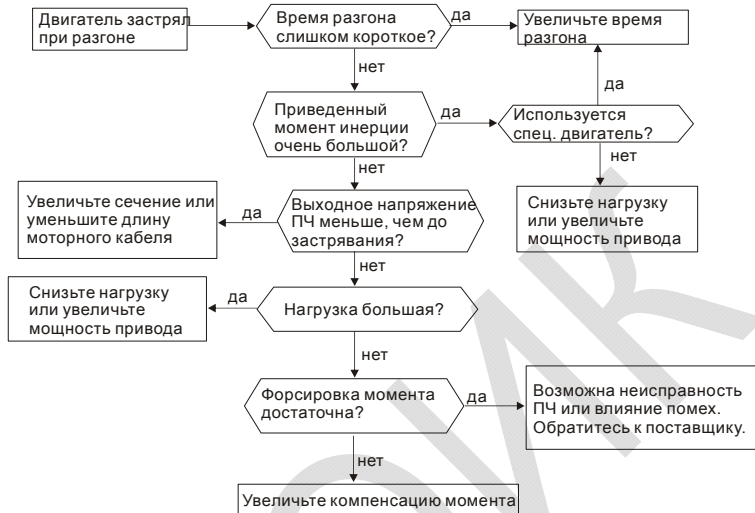 Двигатель застрял
при разгоне
Время разгона
слишком короткое?
да
Увеличьте время
разгона
нет
да
Приведенный
момент инерции
очень большой?
да
Используется
спец. двигатель?
нет
нет
Увеличьте сечение или
уменьшите длину
моторного кабеля
да
Выходное напряжение
ПЧ меньше, чем до
застрявания?
Снизьте нагрузку
или увеличьте
мощность привода
нет
Снизьте нагрузку
или увеличьте
мощность привода
да
Нагрузка большая?
нет
Форсировка момента
достаточна?
да
Возможна неисправность
ПЧ или влияние помех.
Обратитесь к поставщику.
нет
Увеличьте компенсацию момента